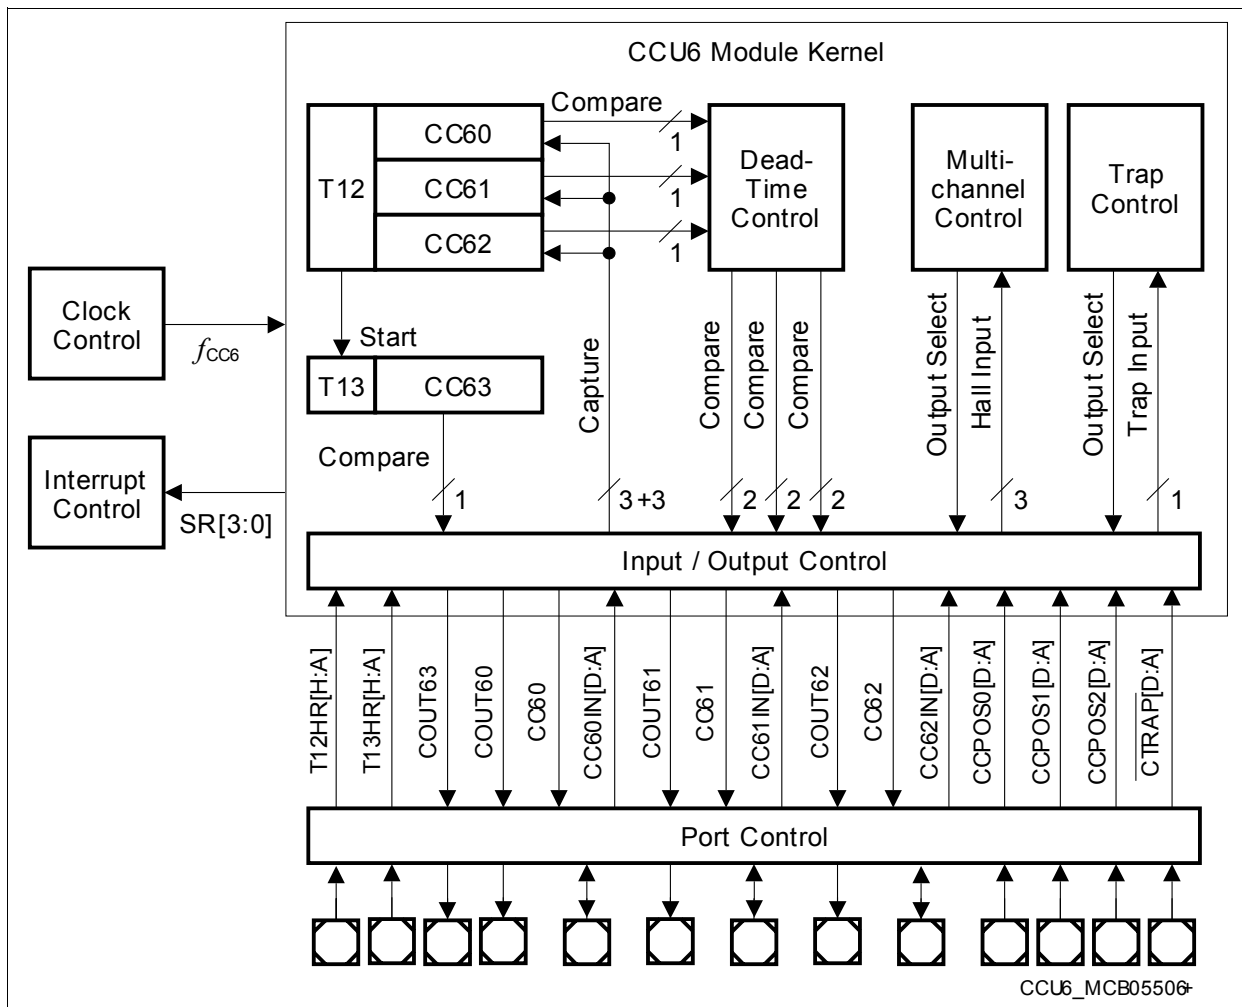 CCU6 Module Kernel
Compare
CC60
1
T12
CC61
1
CC62
1
Dead-
Time
Control
Multi-
channel
Control
Trap
Control
Clock
Control
fCC6
Start
T13
CC63
Compare
1
Capture
3+3
Compare
2
Compare
2
Compare
2
Output Select
Hall Input
3
Output Select
Trap Input
1
Interrupt
Control
SR[3:0]
Input / Output Control
T12HR[H:A]
T13HR[H:A]
COUT63
COUT60
CC60
CC60IN[D:A]
COUT61
CC61
CC61IN[D:A]
COUT62
CC62
CC62IN[D:A]
CCPOS0[D:A]
CCPOS1[D:A]
CCPOS2[D:A]
CTRAP[D:A]
Port Control
CCU6_MCB05506+